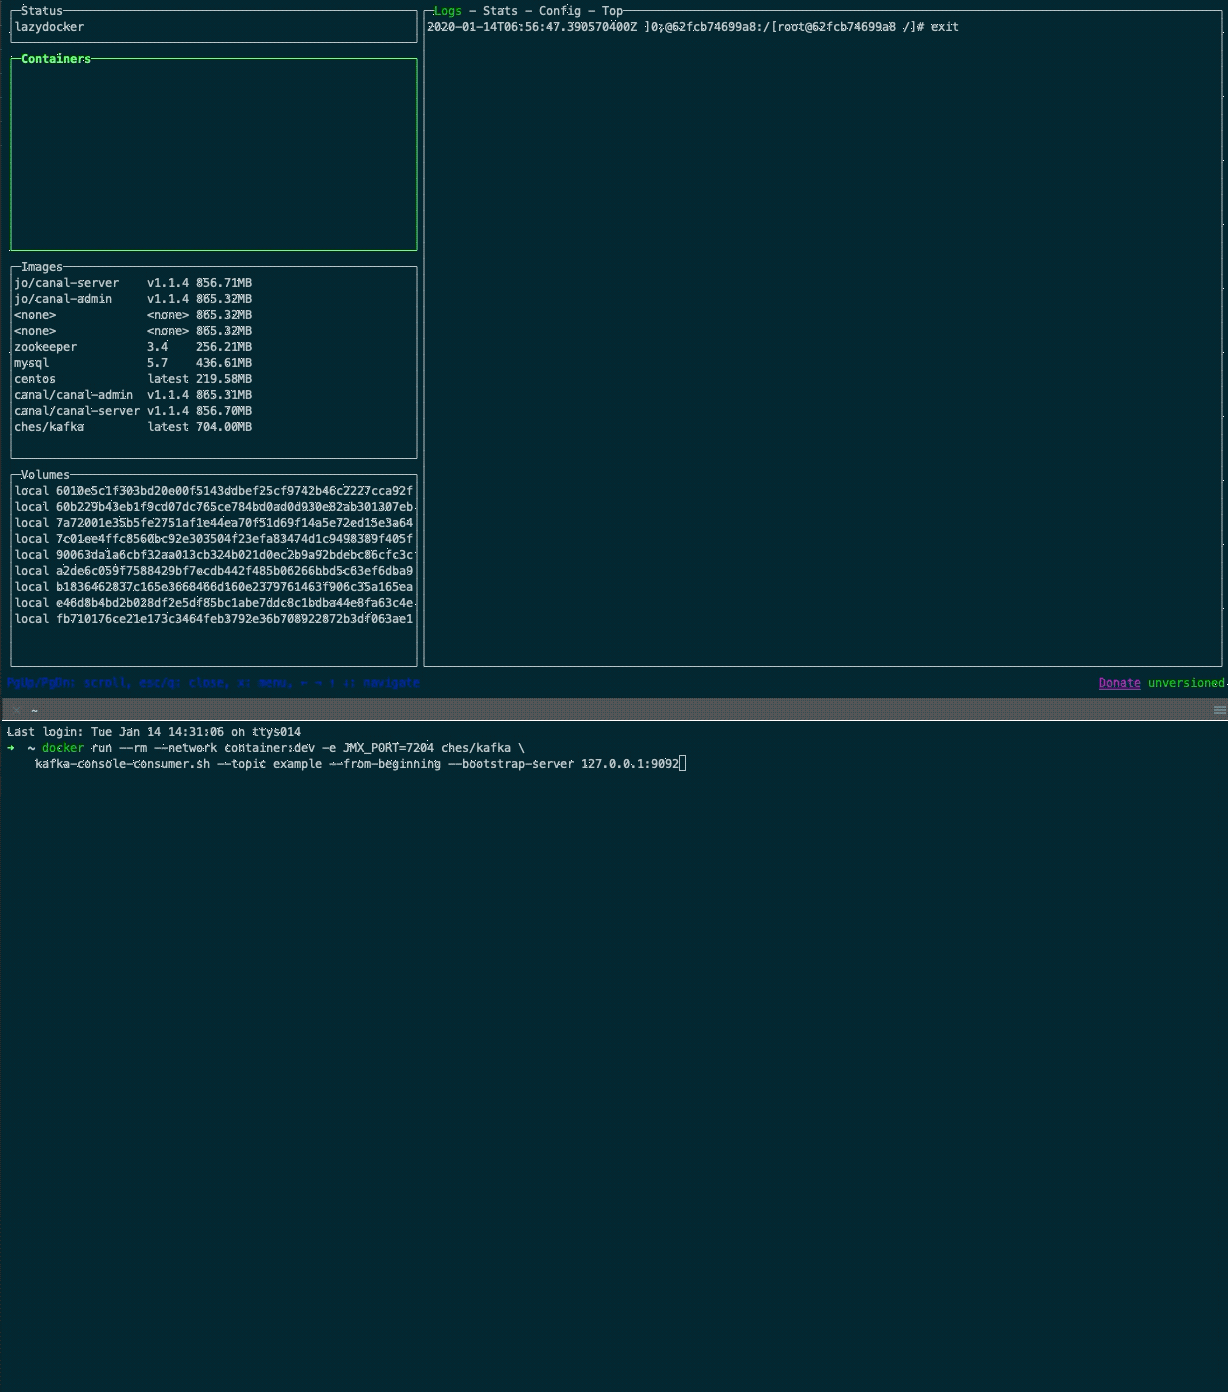 Status
lazydocker
Containers
Images
jo/canal-server v1.1.4 856.71MB
jo/canal-admin v1.1.4 865.32MB
<none> <none> 865.32MB
<none> <none> 865.32MB
zookeeper 3.4 256.21MB
mysql 5.7 436.61MB
centos latest 219.58MB
canal/canal-admin v1.1.4 865.31MB
canal/canal-server v1.1.4 856.70MB
ches/kafka latest 704.00MB
Volumes
local 6010e5c1f303bd20e00f5143ddbef25cf9742b46c2227cca92f
local 60b229b43eb1f9cd07dc765ce784bd0ad0d930e82ab301307eb
local 7a72001e35b5fe2751af1e44ea70f51d69f14a5e72ed15e3a64
local 7c01ee4ffc8560bc92e303504f23efa83474d1c9498389f405f
local 90063da1a6cbf32aa013cb324b021d0ec2b9a92bdebc86cfc3c
local a2de6c059f7588429bf7ecdb442f485b06266bbd5c63ef6dba9
local b1836462837c165e3668466d160e2379761463f906c35a165ea
local e46d8b4bd2b028df2e5df85bc1abe7ddc8c1bdba44e8fa63c4e
local fb710176ce21e173c3464feb3792e36b708922872b3df063ae1
Logs - Stats - Config - Top
2020-01-14T06:56:47.390570400Z ]0;@62fcb74699a8:/[root@62fcb74699a8 /]# exit
PgUp/PgDn: scroll, esc/q: close, x: menu, ← → ↑ ↓: navigate
Donate unversioned
× ~
Last login: Tue Jan 14 14:31:06 on ttys014
→ ~ docker run --rm --network container:dev -e JMX_PORT=7204 ches/kafka \
kafka-console-consumer.sh --topic example --from-beginning --bootstrap-server 127.0.0.1:9092